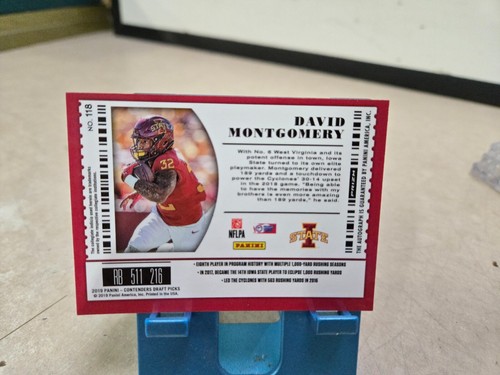 NO. 118
DAVID
MONTGOMERY
With No. 6 West Virginia and its
potent offense in town, Iowa
State turned to its own elite
playmaker. Montgomery delivered
189 yards and a touchdown to
power the Cyclones' 30-14 upset
in the 2018 game. "Being able
to have the memories with my
brothers is even more amazing
than 189 yards," he said.
32
NFLPA
PANINI
IOWA
STATE
THE AUTOGRAPH IS GUARANTEED BY PANINI AMERICA, INC.
RB 511 216
2019 PANINI – CONTENDERS DRAFT PICKS
© 2019 Panini America, Inc. Printed in the USA.
• EIGHTH PLAYER IN PROGRAM HISTORY WITH MULTIPLE 1,000-YARD RUSHING SEASONS
• IN 2017, BECAME THE 14TH IOWA STATE PLAYER TO ECLIPSE 1,000 RUSHING YARDS
• LED THE CYCLONES WITH 563 RUSHING YARDS IN 2016